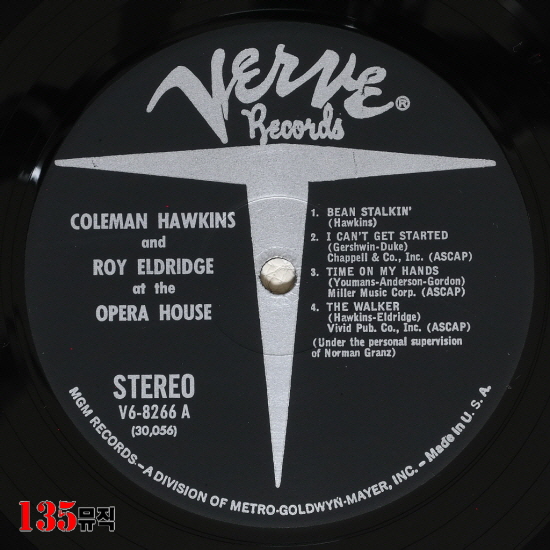 VERVE®
Records
COLEMAN HAWKINS
and
ROY ELDRIDGE
at the
OPERA HOUSE
1. BEAN STALKIN'
(Hawkins)
2. I CAN'T GET STARTED
(Gershwin-Duke)
Chappell & Co., Inc. (ASCAP)
3. TIME ON MY HANDS
(Youmans-Anderson-Gordon)
Miller Music Corp. (ASCAP)
4. THE WALKER
(Hawkins-Eldridge)
Vivid Pub. Co., Inc. (ASCAP)
(Under the personal supervision
of Norman Granz)
STEREO
V6-8266 A
(30,056)
MGM RECORDS—A DIVISION OF METRO-GOLDWYN-MAYER, INC. – Made in U.S.A.
135뮤직